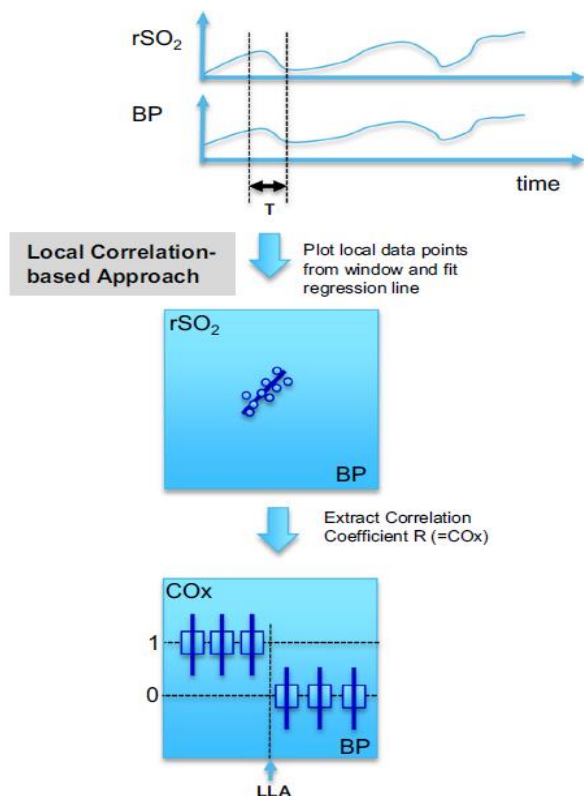 rSO₂
BP
time
T
Local Correlation-
based Approach
Plot local data points
from window and fit
regression line
rSO₂
BP
Extract Correlation
Coefficient R (=COx)
COx
1
0
BP
LLA